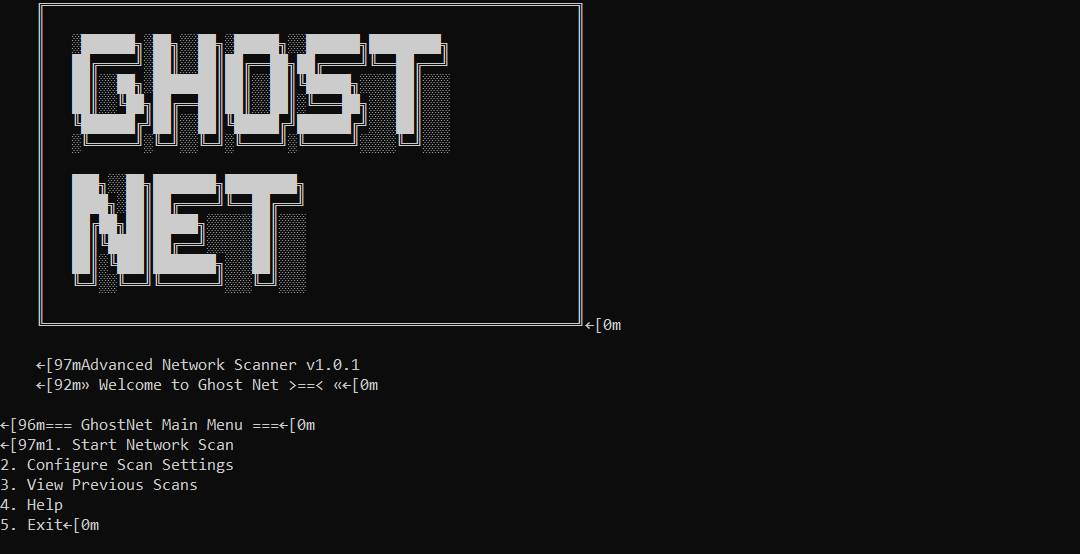 GHOST
NET
←[0m
←[97mAdvanced Network Scanner v1.0.1
←[92m» Welcome to Ghost Net >==< «←[0m
←[96m=== GhostNet Main Menu ===←[0m
←[97m1. Start Network Scan
2. Configure Scan Settings
3. View Previous Scans
4. Help
5. Exit←[0m